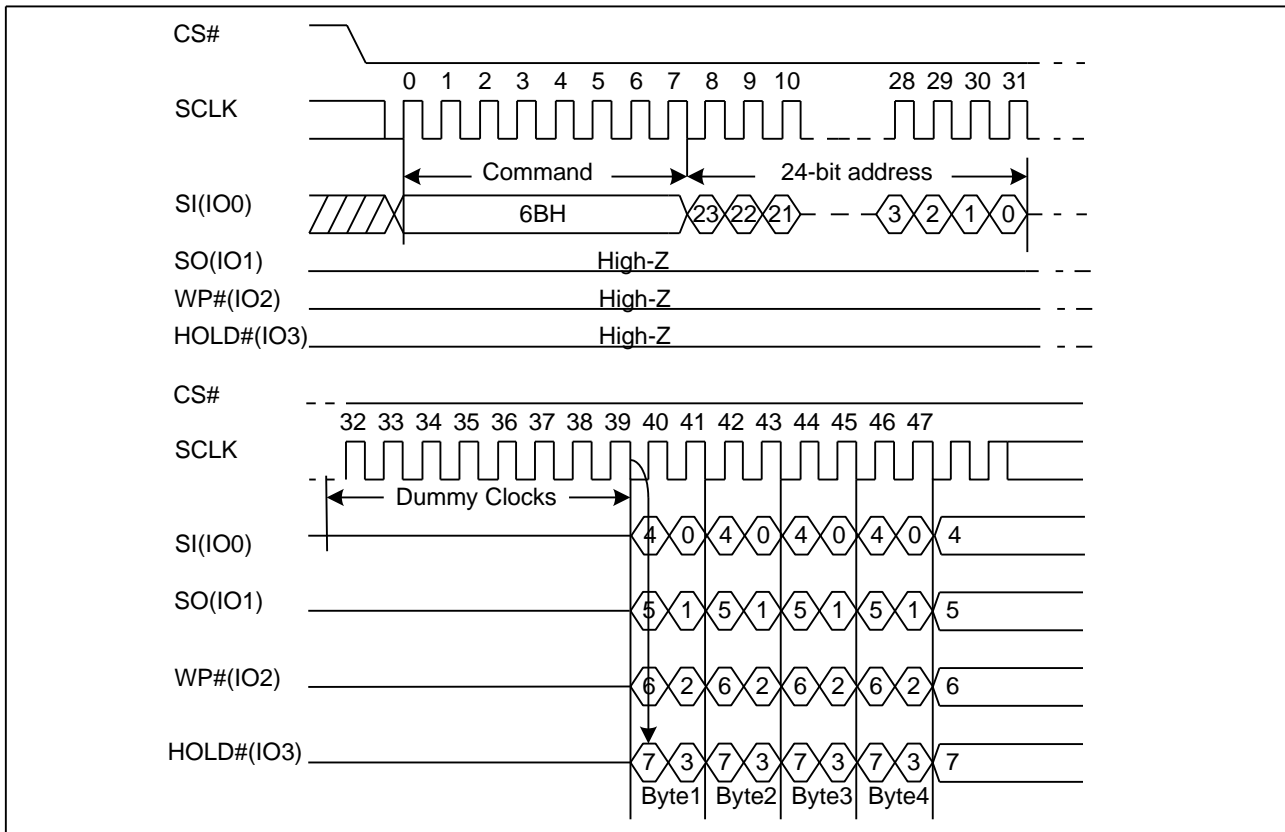 CS#
0 1 2 3 4 5 6 7 8 9 10 28 29 30 31
SCLK
Command 24-bit address
SI(IO0) 6BH 23 22 21 3 2 1 0
SO(IO1) High-Z
WP#(IO2) High-Z
HOLD#(IO3) High-Z
CS#
32 33 34 35 36 37 38 39 40 41 42 43 44 45 46 47
SCLK
Dummy Clocks
SI(IO0) 4 0 4 0 4 0 4 0 4
SO(IO1) 5 1 5 1 5 1 5 1 5
WP#(IO2) 6 2 6 2 6 2 6 2 6
HOLD#(IO3) 7 3 7 3 7 3 7 3 7
Byte1 Byte2 Byte3 Byte4